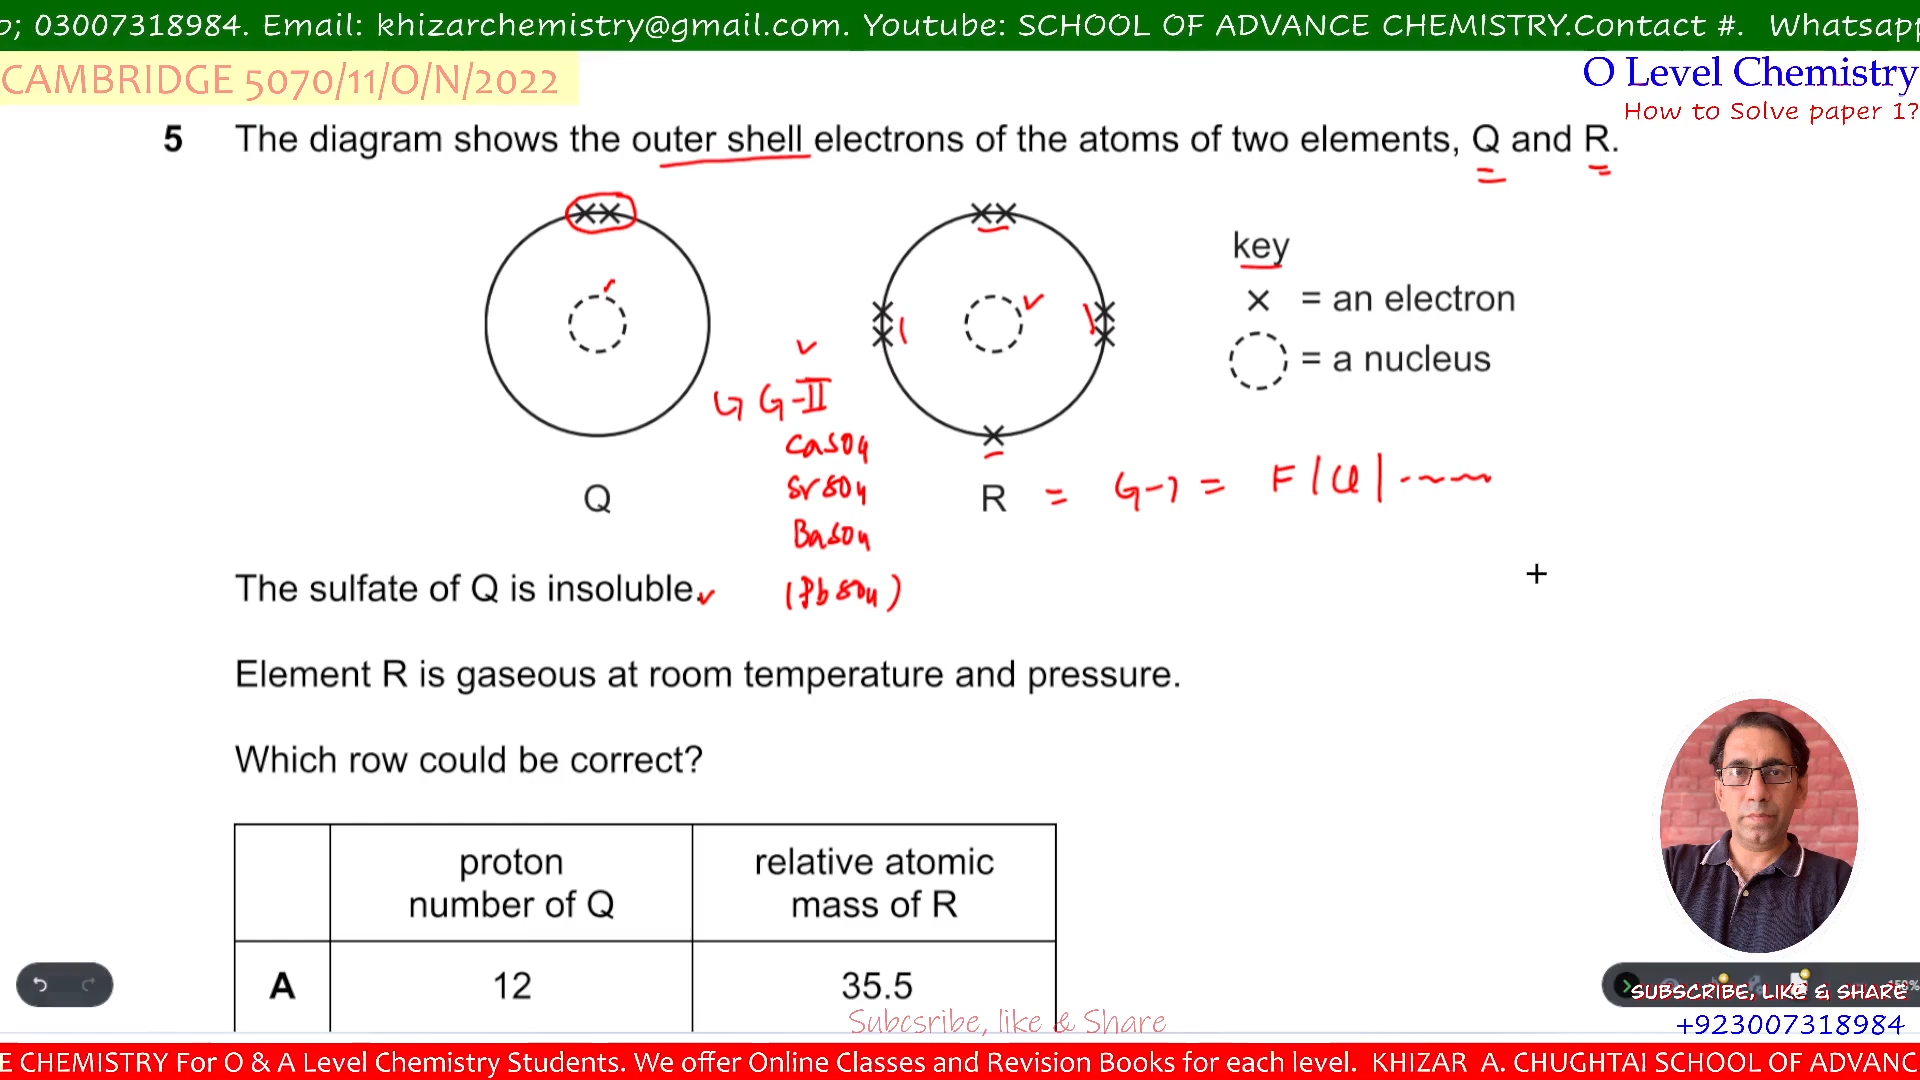 o; 03007318984. Email: khizarchemistry@gmail.com. Youtube: SCHOOL OF ADVANCE CHEMISTRY.Contact #. Whatsapp
CAMBRIDGE 5070/11/O/N/2022
O Level Chemistry
How to Solve paper 1?
5 The diagram shows the outer shell electrons of the atoms of two elements, Q and R.
key
× = an electron
= a nucleus
G-II
CaSO4
SrSO4
BaSO4
(PbSO4)
Q
R = G-7 = F/Cl/
The sulfate of Q is insoluble.
Element R is gaseous at room temperature and pressure.
Which row could be correct?
proton number of Q
relative atomic mass of R
A 12 35.5
Subcsribe, like & Share
SUBSCRIBE, LIKE & SHARE
+923007318984
E CHEMISTRY For O & A Level Chemistry Students. We offer Online Classes and Revision Books for each level. KHIZAR A. CHUGHTAI SCHOOL OF ADVANC